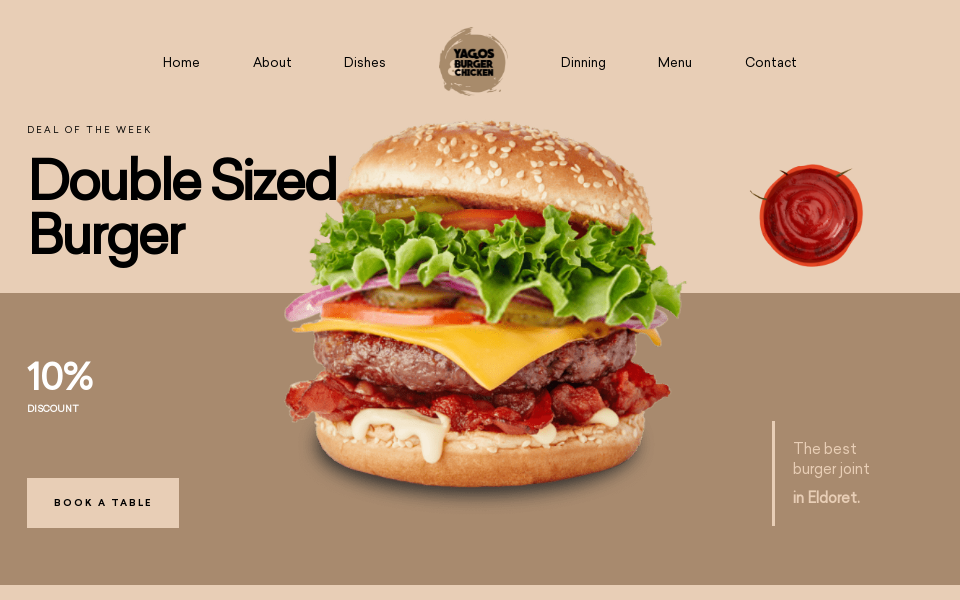 Home
About
Dishes
YAGOS
BURGER
CHICKEN
Dinning
Menu
Contact
DEAL OF THE WEEK
Double Sized
Burger
10%
DISCOUNT
BOOK A TABLE
The best
burger joint
in Eldoret.